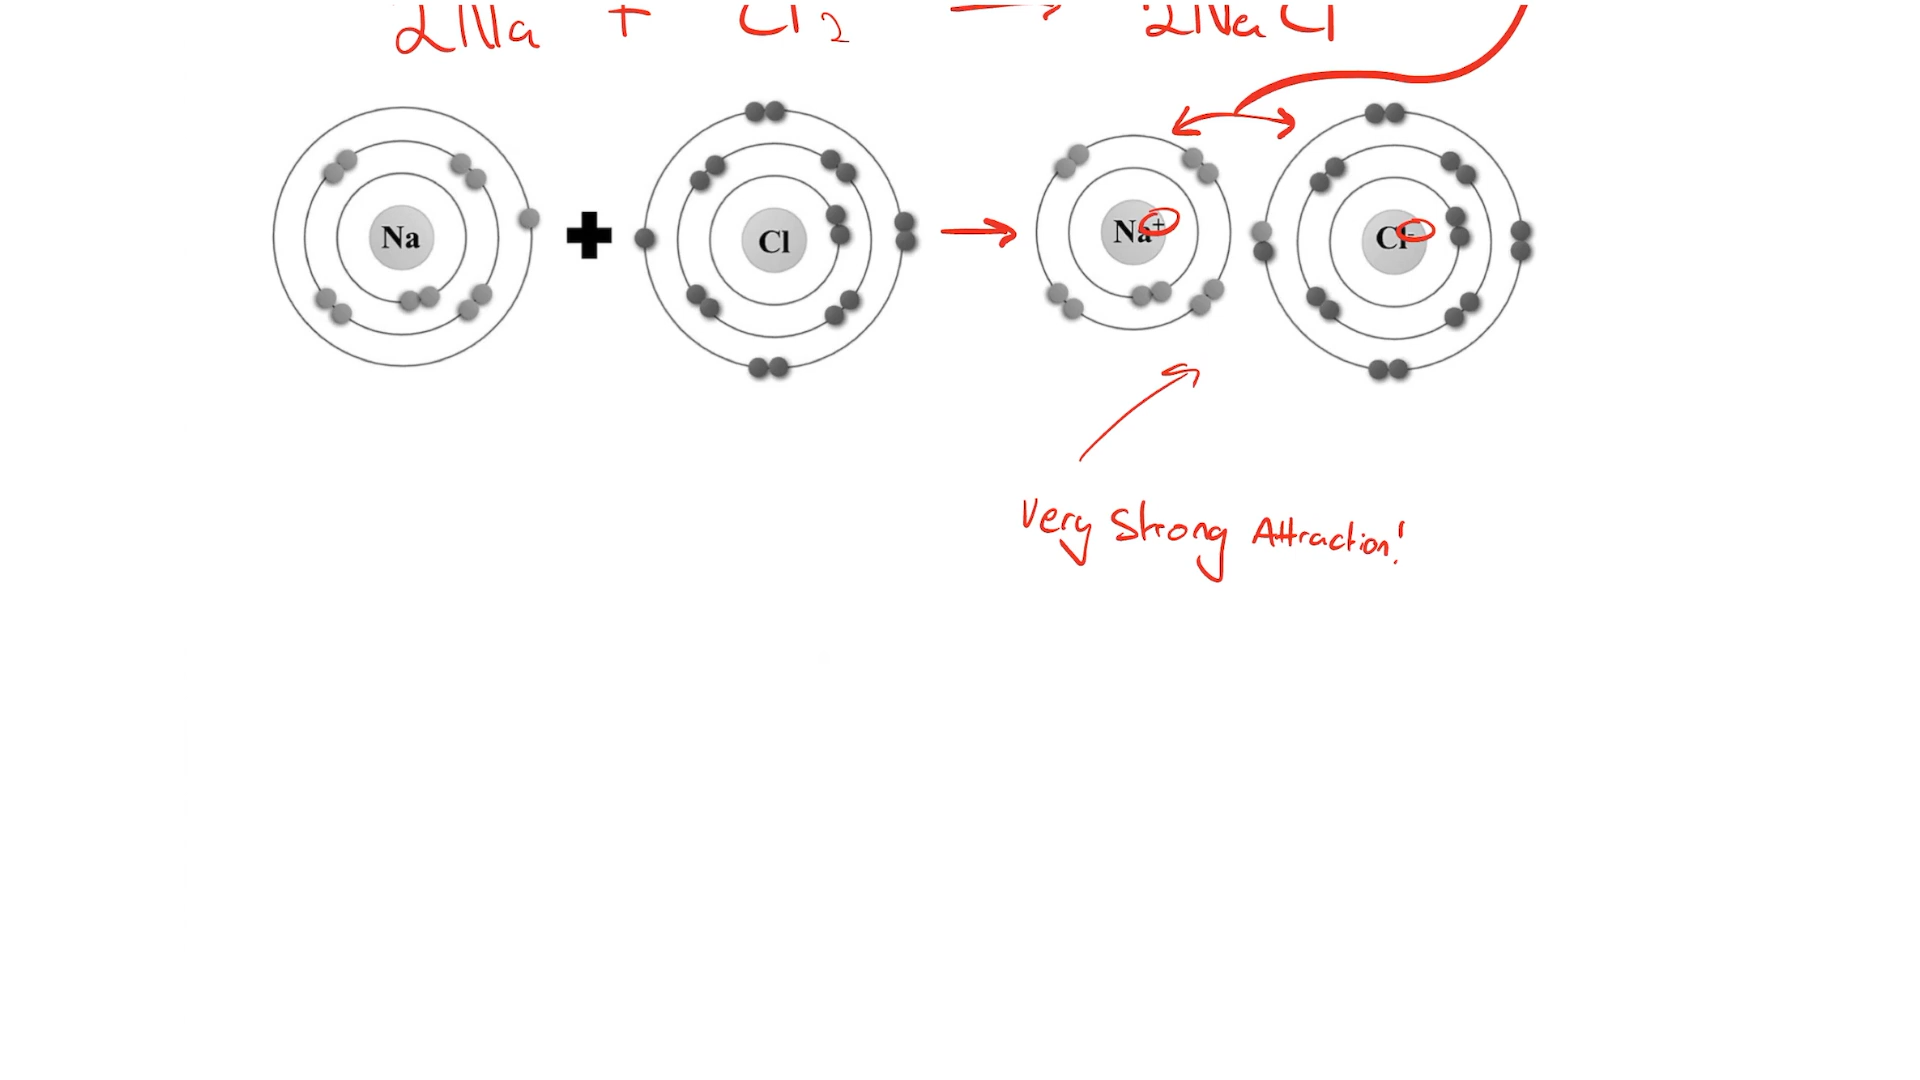 2Na + Cl2 → 2NaCl
Na + Cl → Na+ Cl-
Very Strong Attraction!